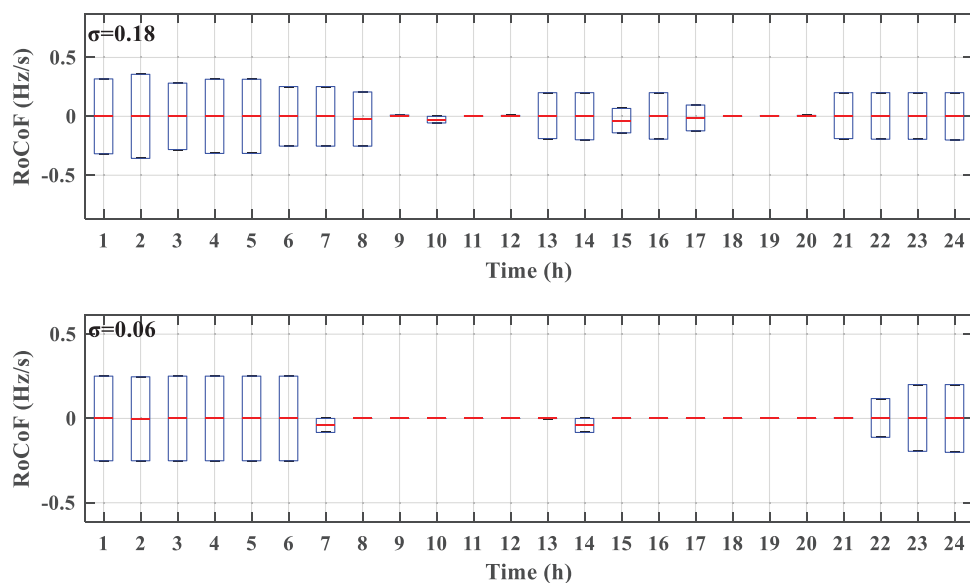 σ=0.18
RoCoF (Hz/s)
0.5
0
-0.5
1 2 3 4 5 6 7 8 9 10 11 12 13 14 15 16 17 18 19 20 21 22 23 24
Time (h)
σ=0.06
RoCoF (Hz/s)
0.5
0
-0.5
1 2 3 4 5 6 7 8 9 10 11 12 13 14 15 16 17 18 19 20 21 22 23 24
Time (h)